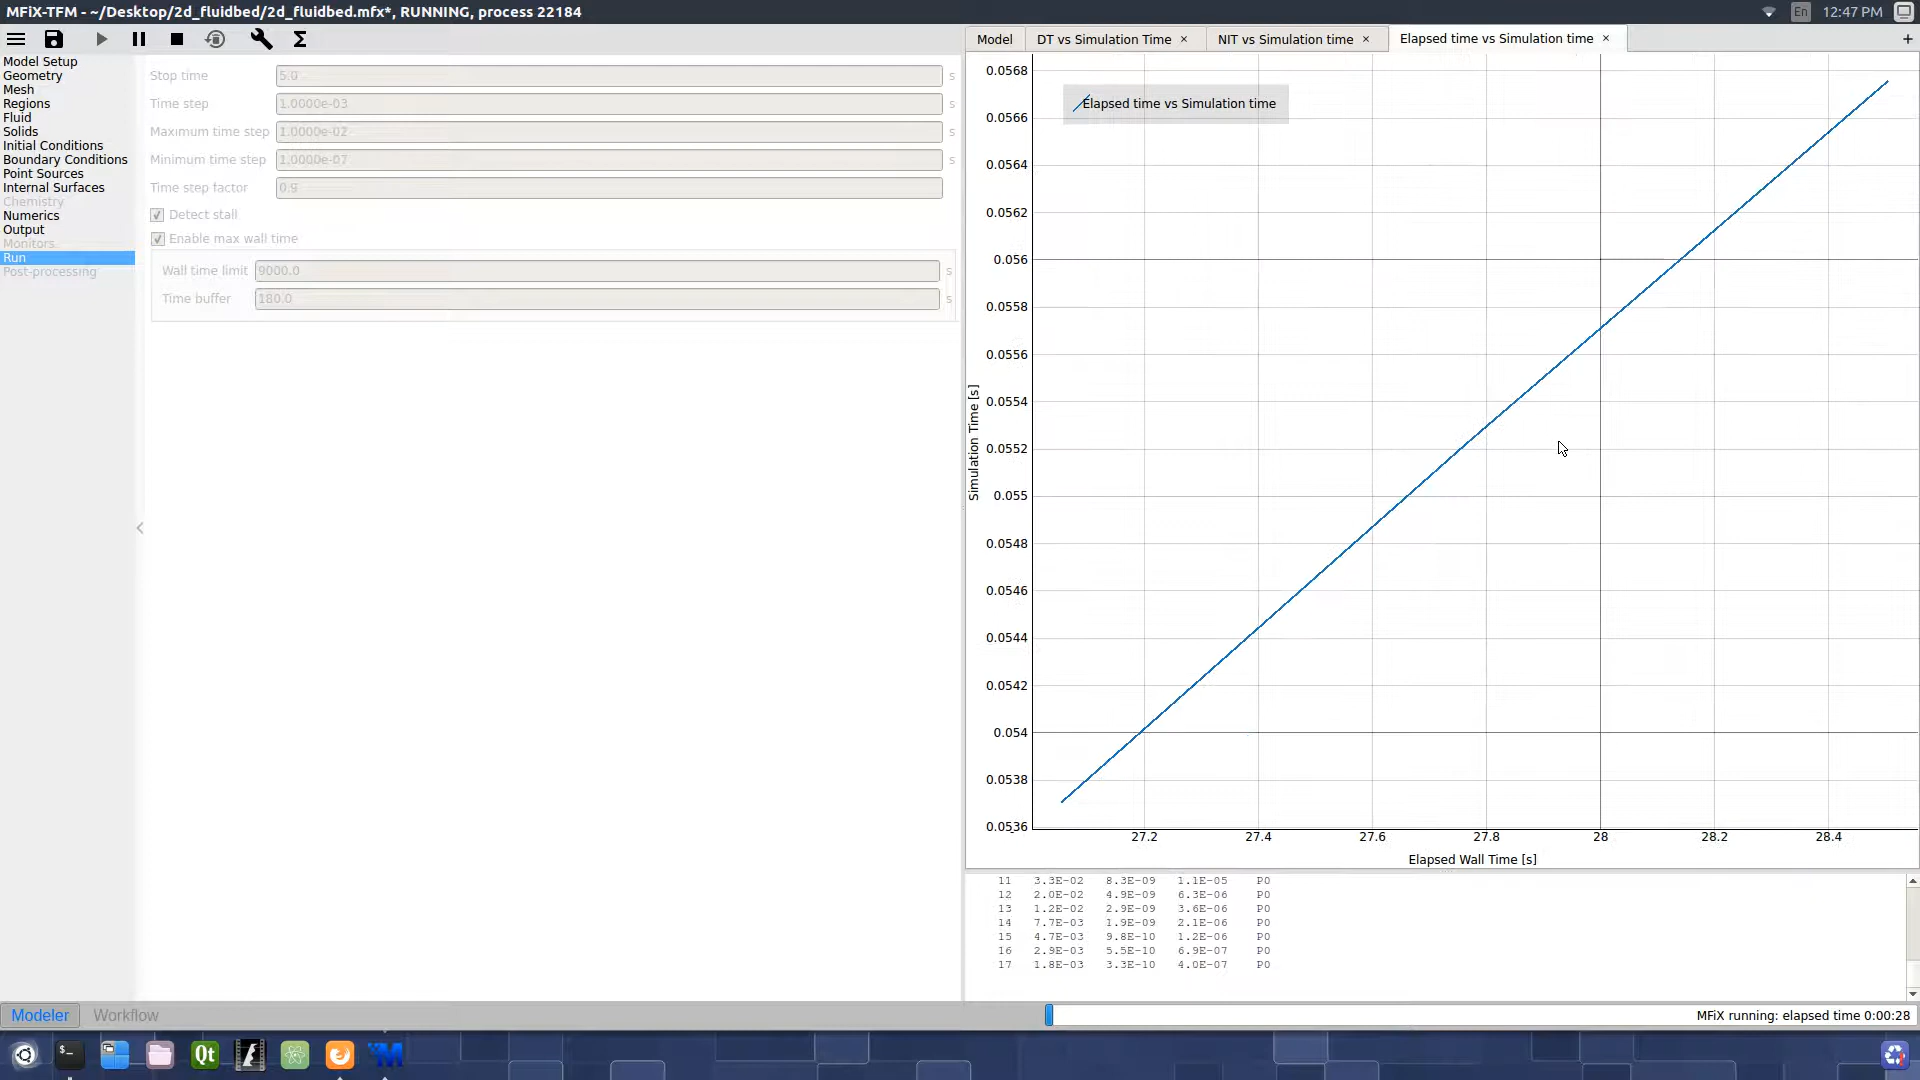 MFiX-TFM - ~/Desktop/2d_fluidbed/2d_fluidbed.mfx*, RUNNING, process 22184
En
12:47 PM
Model Setup
Geometry
Mesh
Regions
Fluid
Solids
Initial Conditions
Boundary Conditions
Point Sources
Internal Surfaces
Chemistry
Numerics
Output
Monitors
Run
Post-processing
Stop time 5.0 s
Time step 1.0000e-03 s
Maximum time step 1.0000e-02 s
Minimum time step 1.0000e-07 s
Time step factor 0.9
Detect stall
Enable max wall time
Wall time limit 9000.0 s
Time buffer 180.0 s
Model
DT vs Simulation Time ×
NIT vs Simulation time ×
Elapsed time vs Simulation time ×
+
Elapsed time vs Simulation time
Simulation Time [s]
0.0568
0.0566
0.0564
0.0562
0.056
0.0558
0.0556
0.0554
0.0552
0.055
0.0548
0.0546
0.0544
0.0542
0.054
0.0538
0.0536
27.2 27.4 27.6 27.8 28 28.2 28.4
Elapsed Wall Time [s]
11 3.3E-02 8.3E-09 1.1E-05 P0
12 2.0E-02 4.9E-09 6.3E-06 P0
13 1.2E-02 2.9E-09 3.6E-06 P0
14 7.7E-03 1.9E-09 2.1E-06 P0
15 4.7E-03 9.8E-10 1.2E-06 P0
16 2.9E-03 5.5E-10 6.9E-07 P0
17 1.8E-03 3.3E-10 4.0E-07 P0
Modeler
Workflow
MFiX running: elapsed time 0:00:28
Qt